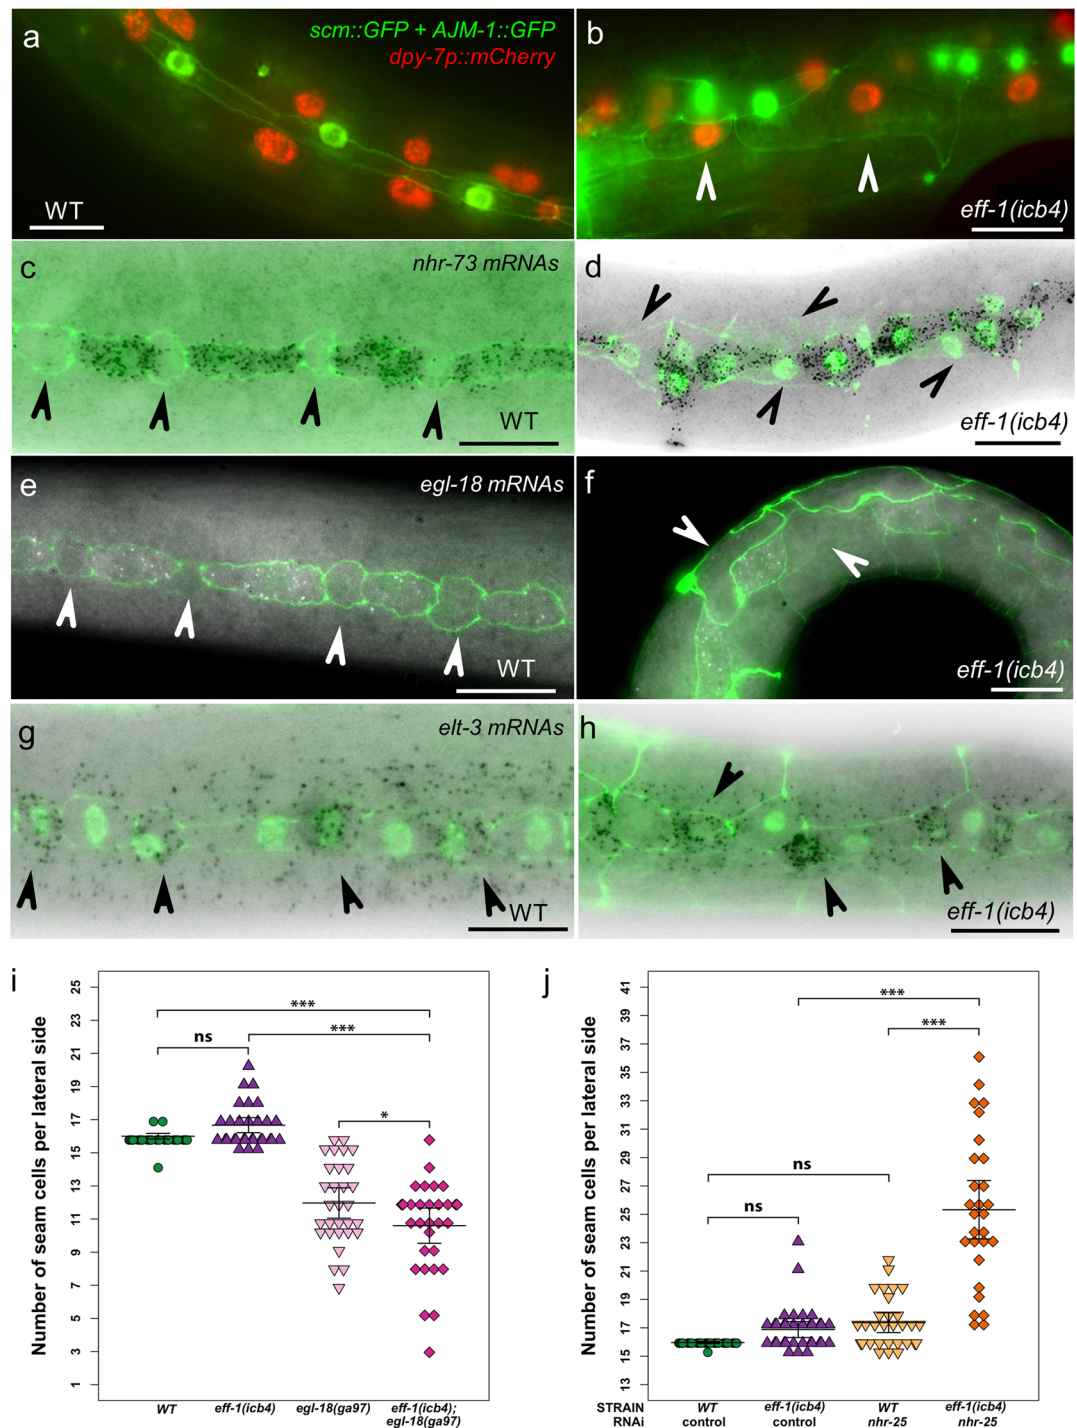 a
scm::GFP + AJM-1::GFP
dpy-7p::mCherry
WT
b
eff-1(icb4)
c
nhr-73 mRNAs
WT
d
eff-1(icb4)
e
egl-18 mRNAs
WT
f
eff-1(icb4)
g
elt-3 mRNAs
WT
h
eff-1(icb4)
i
Number of seam cells per lateral side
25
23
21
19
17
15
13
11
9
7
5
3
1
***
***
ns
*
WT
eff-1(icb4)
egl-18(ga97)
eff-1(icb4);
egl-18(ga97)
j
Number of seam cells per lateral side
41
39
37
35
33
31
29
27
25
23
21
19
17
15
13
***
***
ns
ns
STRAIN WT eff-1(icb4) WT eff-1(icb4)
RNAi control control nhr-25 nhr-25